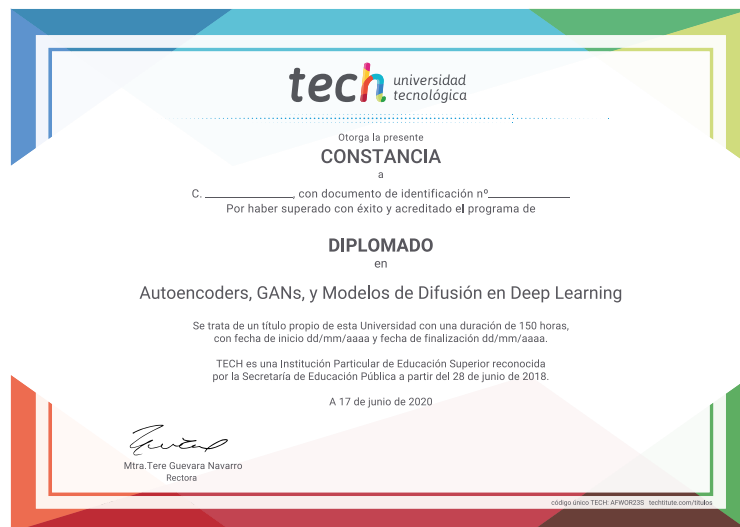 tech universidad
tecnológica
Otorga la presente
CONSTANCIA
a
C. ________________, con documento de identificación nº______________
Por haber superado con éxito y acreditado el programa de
DIPLOMADO
en
Autoencoders, GANs, y Modelos de Difusión en Deep Learning
Se trata de un título propio de esta Universidad con una duración de 150 horas,
con fecha de inicio dd/mm/aaaa y fecha de finalización dd/mm/aaaa.
TECH es una Institución Particular de Educación Superior reconocida
por la Secretaría de Educación Pública a partir del 28 de junio de 2018.
A 17 de junio de 2020
Mtra.Tere Guevara Navarro
Rectora
código único TECH: AFWOR23S techtitute.com/titulos